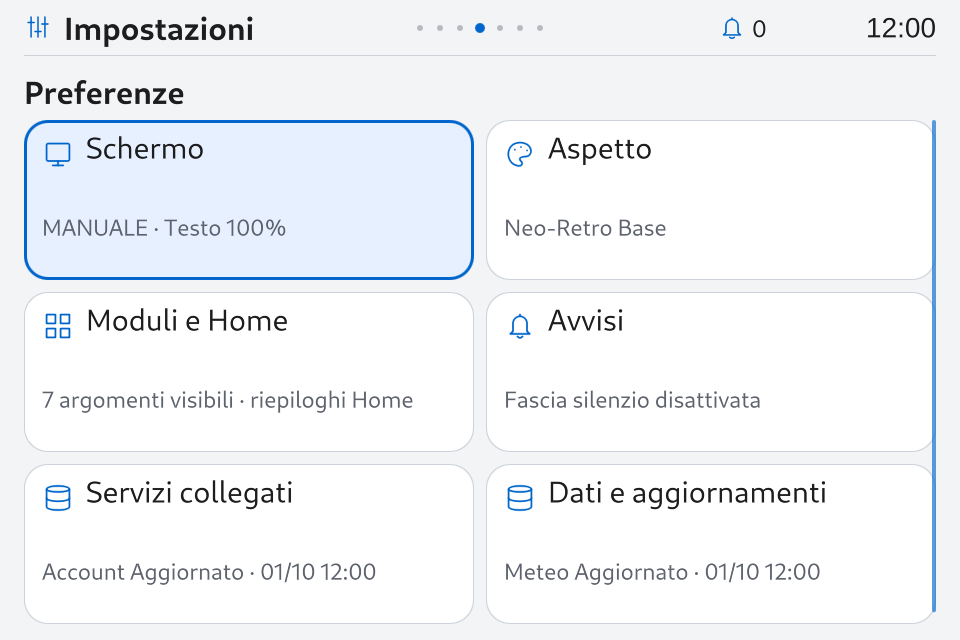 Impostazioni
0
12:00
Preferenze
Schermo
MANUALE · Testo 100%
Aspetto
Neo-Retro Base
Moduli e Home
7 argomenti visibili · riepiloghi Home
Avvisi
Fascia silenzio disattivata
Servizi collegati
Account Aggiornato · 01/10 12:00
Dati e aggiornamenti
Meteo Aggiornato · 01/10 12:00